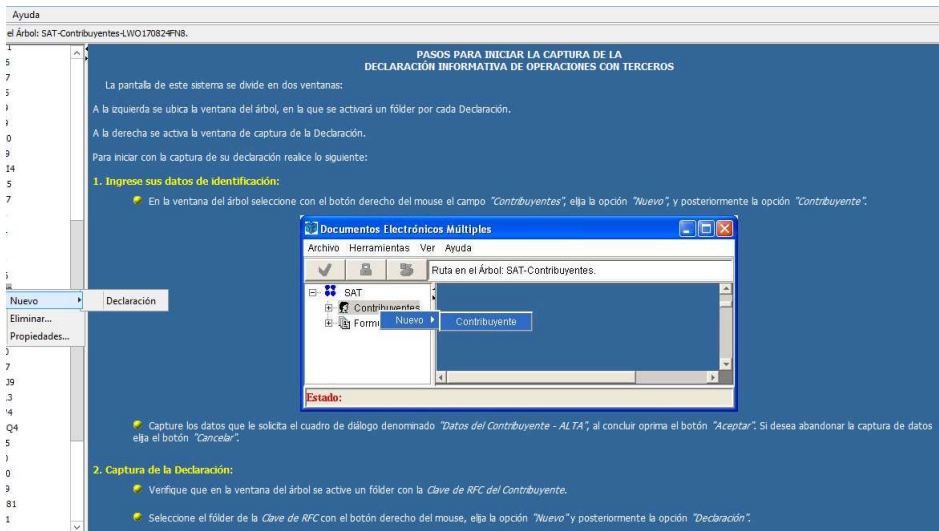 Ayuda
el Árbol: SAT-Contribuyentes-LWO170824FN8.
PASOS PARA INICIAR LA CAPTURA DE LA
DECLARACIÓN INFORMATIVA DE OPERACIONES CON TERCEROS
La pantalla de este sistema se divide en dos ventanas:
A la izquierda se ubica la ventana del árbol, en la que se activará un fólder por cada Declaración.
A la derecha se activa la ventana de captura de la Declaración.
Para iniciar con la captura de su declaración realice lo siguiente:
1. Ingrese sus datos de identificación:
En la ventana del árbol seleccione con el botón derecho del mouse el campo "Contribuyentes", elija la opción "Nuevo", y posteriormente la opción "Contribuyente".
Documentos Electrónicos Múltiples
Archivo Herramientas Ver Ayuda
Ruta en el Árbol: SAT-Contribuyentes.
SAT
Contribuyentes
Formu
Nuevo
Contribuyente
Estado:
Nuevo
Declaración
Eliminar...
Propiedades...
Capture los datos que le solicita el cuadro de diálogo denominado "Datos del Contribuyente - ALTA", al concluir oprima el botón "Aceptar". Si desea abandonar la captura de datos
elija el botón "Cancelar".
2. Captura de la Declaración:
Verifique que en la ventana del árbol se active un fólder con la Clave de RFC del Contribuyente.
Seleccione el fólder de la Clave de RFC con el botón derecho del mouse, elija la opción "Nuevo" y posteriormente la opción "Declaración".